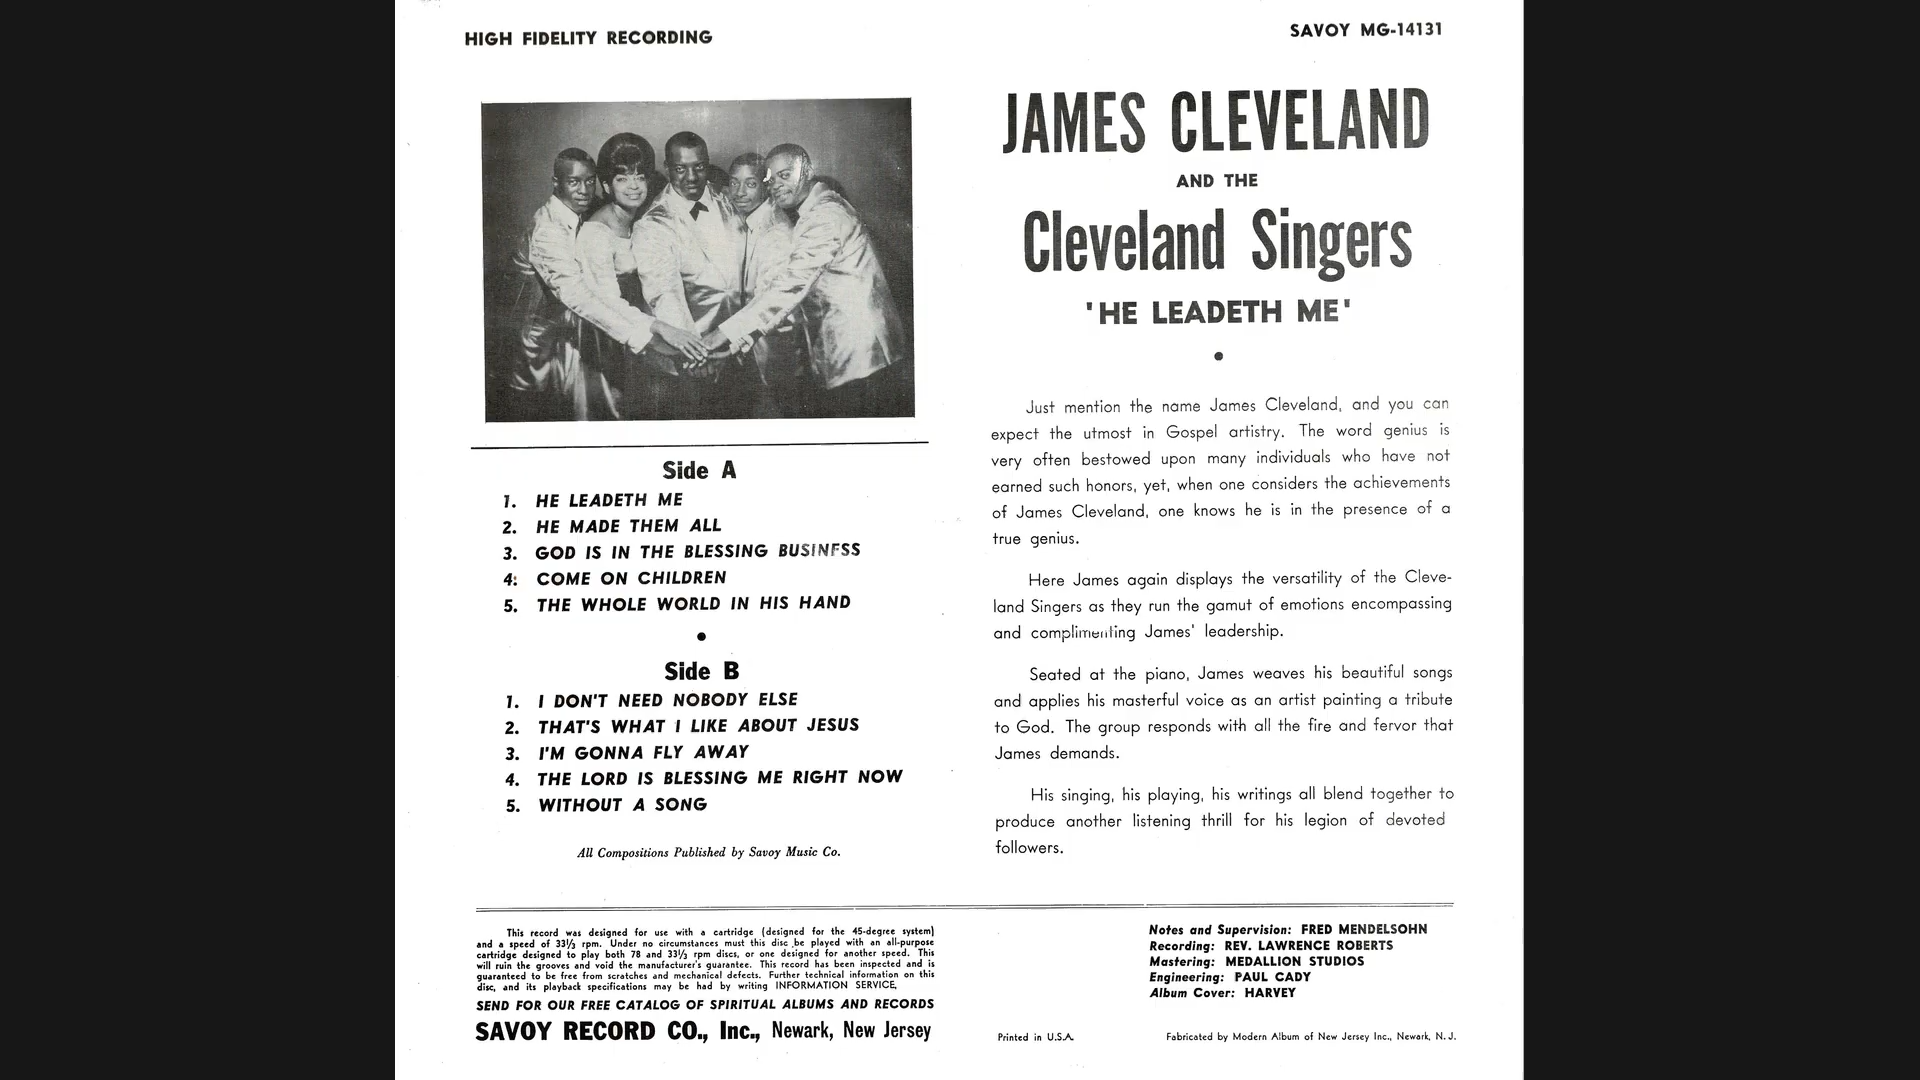 HIGH FIDELITY RECORDING
SAVOY MG-14131
JAMES CLEVELAND
AND THE
Cleveland Singers
'HE LEADETH ME'
Side A
1. HE LEADETH ME
2. HE MADE THEM ALL
3. GOD IS IN THE BLESSING BUSINESS
4. COME ON CHILDREN
5. THE WHOLE WORLD IN HIS HAND
Side B
1. I DON'T NEED NOBODY ELSE
2. THAT'S WHAT I LIKE ABOUT JESUS
3. I'M GONNA FLY AWAY
4. THE LORD IS BLESSING ME RIGHT NOW
5. WITHOUT A SONG
All Compositions Published by Savoy Music Co.
Just mention the name James Cleveland, and you can
expect the utmost in Gospel artistry. The word genius is
very often bestowed upon many individuals who have not
earned such honors, yet, when one considers the achievements
of James Cleveland, one knows he is in the presence of a
true genius.
Here James again displays the versatility of the Cleve-
land Singers as they run the gamut of emotions encompassing
and complimenting James' leadership.
Seated at the piano, James weaves his beautiful songs
and applies his masterful voice as an artist painting a tribute
to God. The group responds with all the fire and fervor that
James demands.
His singing, his playing, his writings all blend together to
produce another listening thrill for his legion of devoted
followers.
This record was designed for use with a cartridge (designed for the 45-degree system)
and a speed of 33⅓ rpm. Under no circumstances must this disc be played with an all-purpose
cartridge designed to play both 78 and 33⅓ rpm discs, or one designed for another speed. This
will ruin the grooves and void the manufacturer's guarantee. This record has been inspected and is
guaranteed to be free from scratches and mechanical defects. Further technical information on this
disc, and its playback specifications may be had by writing INFORMATION SERVICE.
SEND FOR OUR FREE CATALOG OF SPIRITUAL ALBUMS AND RECORDS
SAVOY RECORD CO., Inc., Newark, New Jersey
Notes and Supervision: FRED MENDELSOHN
Recording: REV. LAWRENCE ROBERTS
Mastering: MEDALLION STUDIOS
Engineering: PAUL CADY
Album Cover: HARVEY
Printed in U.S.A.
Fabricated by Modern Album of New Jersey Inc., Newark, N. J.